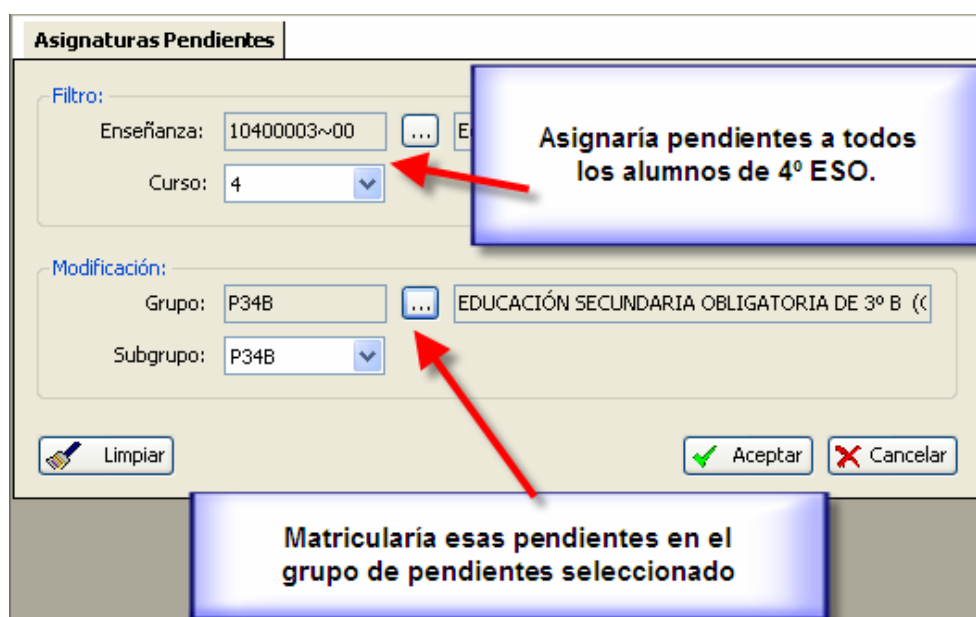 Asignaturas Pendientes
Filtro:
Enseñanza: 10400003~00 ...
Asignaría pendientes a todos
los alumnos de 4º ESO.
Curso: 4
Modificación:
Grupo: P34B ... EDUCACIÓN SECUNDARIA OBLIGATORIA DE 3º B
Subgrupo: P34B
Limpiar Aceptar Cancelar
Matricularía esas pendientes en el
grupo de pendientes seleccionado